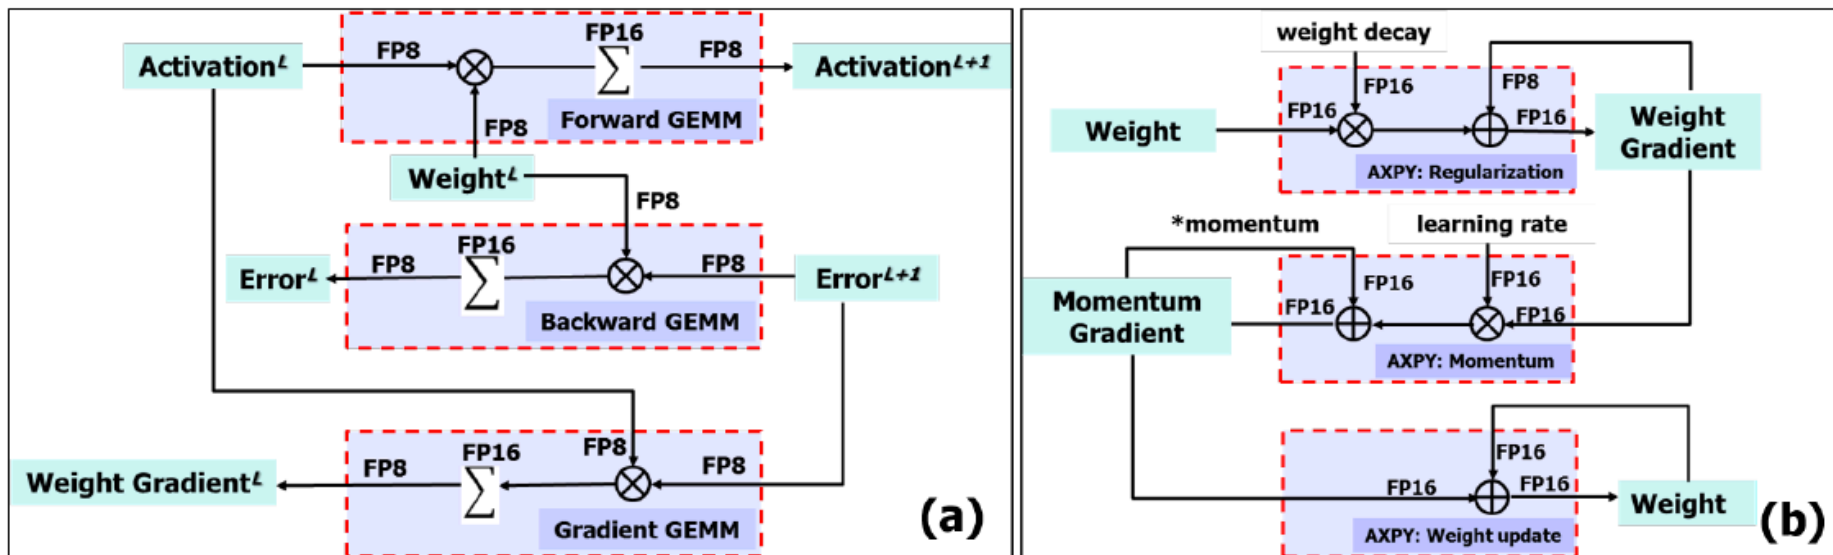 FP16
Activation^L FP8 ∑ FP8 Activation^{L+1}
FP8 Forward GEMM
Weight^L
FP8
FP16
Error^L FP8 ∑ FP8 Error^{L+1}
Backward GEMM
FP16 FP8
Weight Gradient^L FP8 ∑ FP8
Gradient GEMM
(a)
weight decay
FP16 FP8
Weight FP16 FP16 Weight
Gradient
AXPY: Regularization
*momentum learning rate
FP16 FP16
Momentum
Gradient
FP16 FP16
AXPY: Momentum
FP16
FP16 FP16 Weight
AXPY: Weight update
(b)